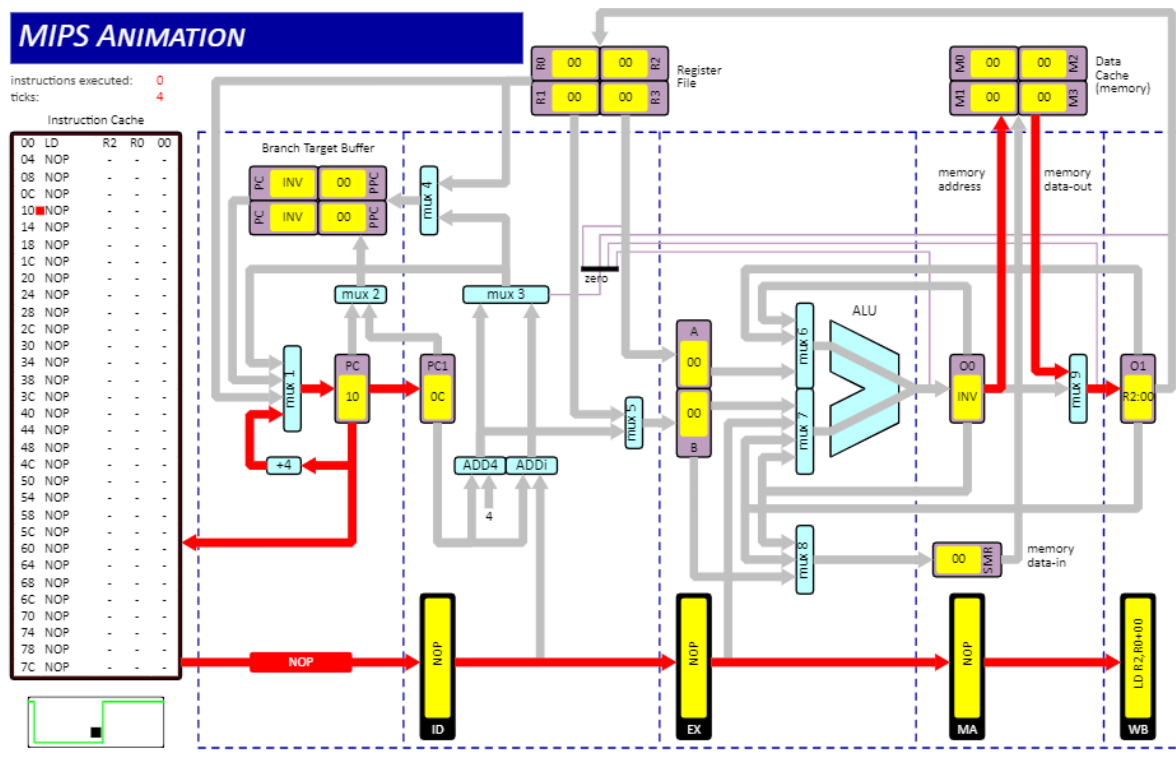 MIPS ANIMATION
instructions executed: 0
ticks: 4
Instruction Cache
00 LD R2 R0 00
04 NOP - - -
08 NOP - - -
0C NOP - - -
10 NOP - - -
14 NOP - - -
18 NOP - - -
1C NOP - - -
20 NOP - - -
24 NOP - - -
28 NOP - - -
2C NOP - - -
30 NOP - - -
34 NOP - - -
38 NOP - - -
3C NOP - - -
40 NOP - - -
44 NOP - - -
48 NOP - - -
4C NOP - - -
50 NOP - - -
54 NOP - - -
58 NOP - - -
5C NOP - - -
60 NOP - - -
64 NOP - - -
68 NOP - - -
6C NOP - - -
70 NOP - - -
74 NOP - - -
78 NOP - - -
7C NOP - - -
R0 00 00 R2
R1 00 00 R3
Register
File
M0 00 00 M2
M1 00 00 M3
Data
Cache
(memory)
Branch Target Buffer
PC INV 00 PPC
PC INV 00 PPC
mux 4
memory
address
memory
data-out
zero
mux 2
mux 3
mux 1
PC
10
PC1
0C
+4
ADD4
ADDi
4
mux 5
A
00
00
B
mux 6
mux 7
ALU
O0
INV
mux 9
O1
R2:00
mux 8
00 SMR
memory
data-in
NOP
NOP
ID
NOP
EX
NOP
MA
LD R2,R0+00
WB